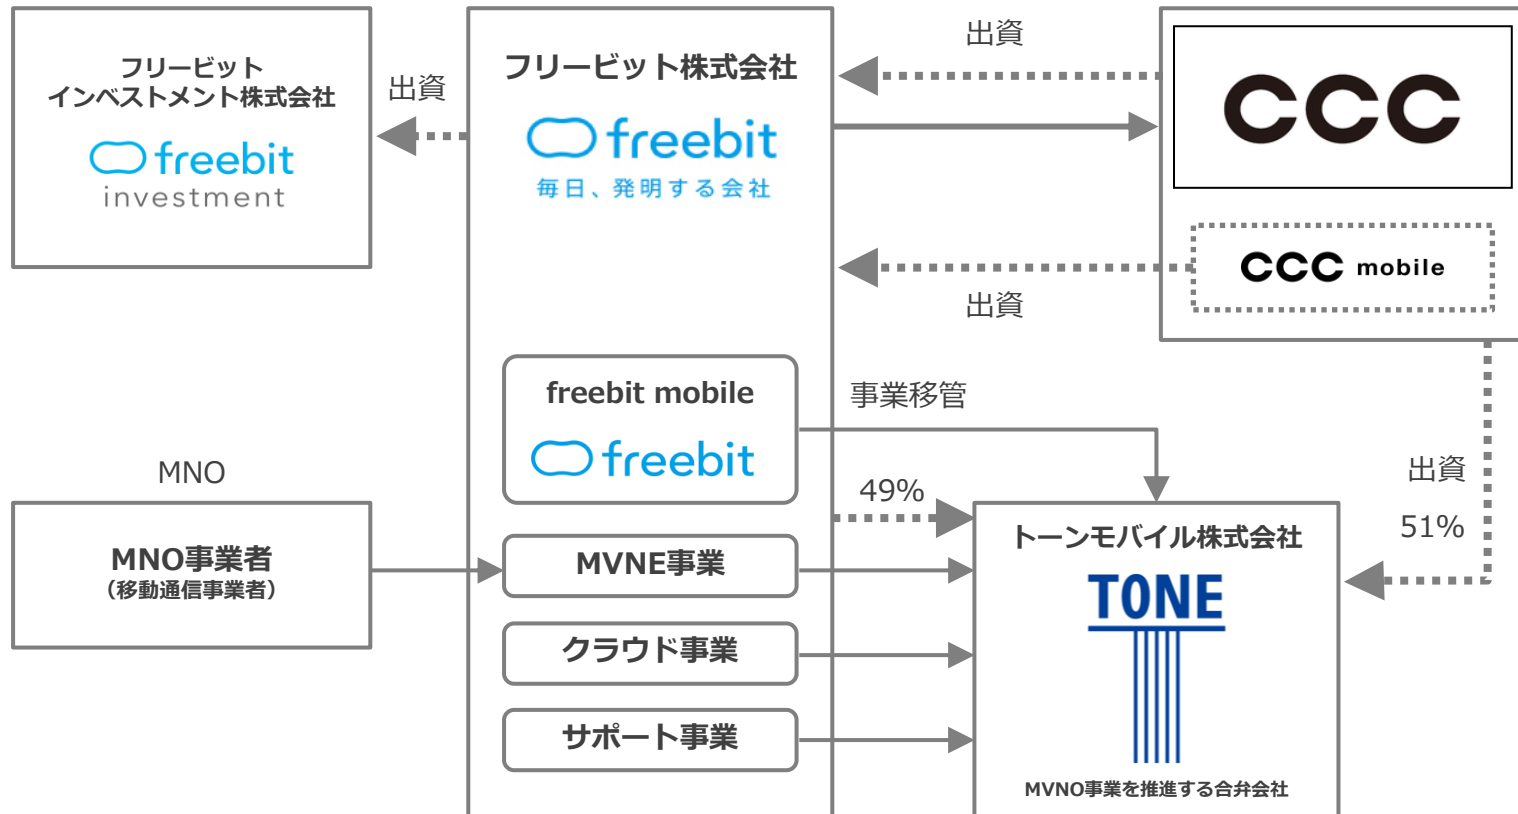 フリービット
インベストメント株式会社
freebit
investment
出資
フリービット株式会社
freebit
毎日、発明する会社
出資
CCC
CCC mobile
出資
freebit mobile
freebit
事業移管
MNO
MNO事業者
（移動通信事業者）
MVNE事業
クラウド事業
サポート事業
49%
出資
51%
トーンモバイル株式会社
TONE
MVNO事業を推進する合弁会社